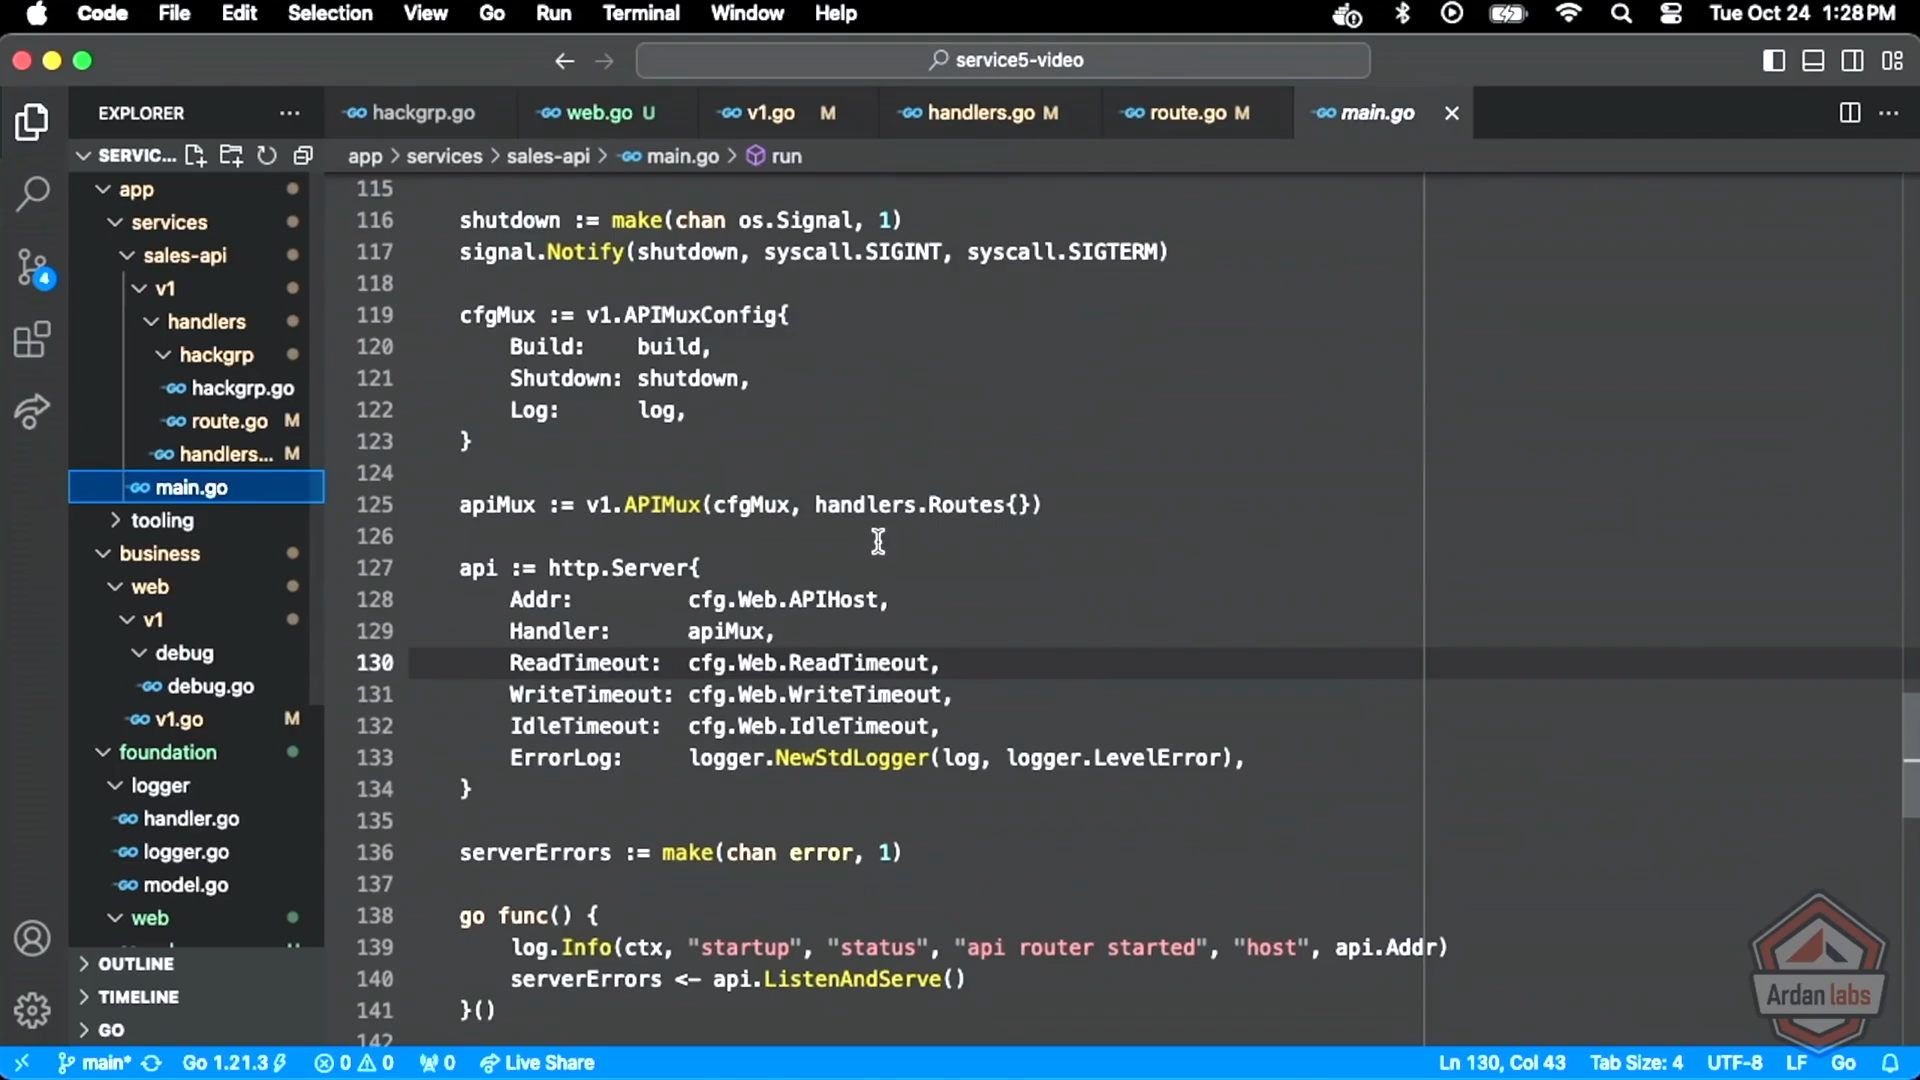 Code File Edit Selection View Go Run Terminal Window Help Tue Oct 24 1:28 PM
service5-video
EXPLORER
hackgrp.go
web.go U
v1.go M
handlers.go M
route.go M
main.go
SERVIC...
app > services > sales-api > main.go > run
app
services
sales-api
v1
handlers
hackgrp
hackgrp.go
route.go M
handlers... M
main.go
tooling
business
web
v1
debug
debug.go
v1.go M
foundation
logger
handler.go
logger.go
model.go
web
OUTLINE
TIMELINE
GO
4
115
116 shutdown := make(chan os.Signal, 1)
117 signal.Notify(shutdown, syscall.SIGINT, syscall.SIGTERM)
118
119 cfgMux := v1.APIMuxConfig{
120 Build: build,
121 Shutdown: shutdown,
122 Log: log,
123 }
124
125 apiMux := v1.APIMux(cfgMux, handlers.Routes{})
126
127 api := http.Server{
128 Addr: cfg.Web.APIHost,
129 Handler: apiMux,
130 ReadTimeout: cfg.Web.ReadTimeout,
131 WriteTimeout: cfg.Web.WriteTimeout,
132 IdleTimeout: cfg.Web.IdleTimeout,
133 ErrorLog: logger.NewStdLogger(log, logger.LevelError),
134 }
135
136 serverErrors := make(chan error, 1)
137
138 go func() {
139 log.Info(ctx, "startup", "status", "api router started", "host", api.Addr)
140 serverErrors <- api.ListenAndServe()
141 }()
142
Ardan labs
main* Go 1.21.3 0 0 0 Live Share Ln 130, Col 43 Tab Size: 4 UTF-8 LF Go